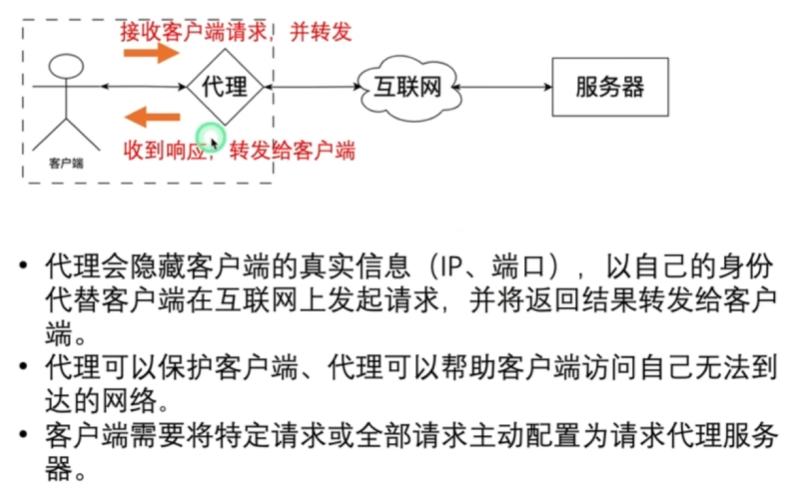 接收客户端请求，并转发
代理
互联网
服务器
客户端
收到响应，转发给客户端
• 代理会隐藏客户端的真实信息（IP、端口），以自己的身份
代替客户端在互联网上发起请求，并将返回结果转发给客户
端。
• 代理可以保护客户端、代理可以帮助客户端访问自己无法到
达的网络。
• 客户端需要将特定请求或全部请求主动配置为请求代理服务
器。